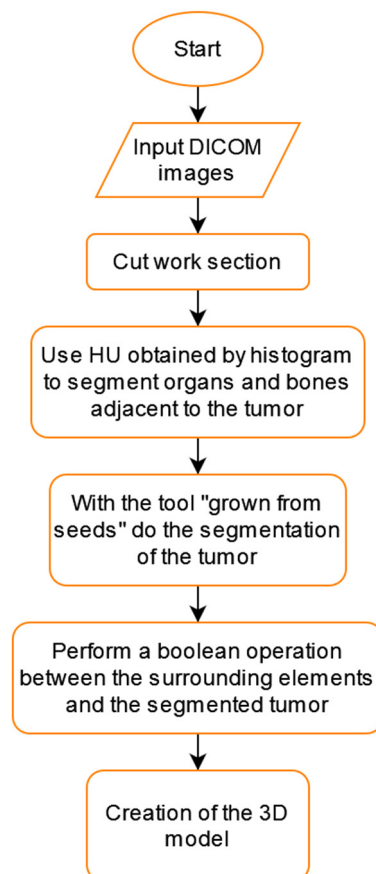 Start
Input DICOM
images
Cut work section
Use HU obtained by histogram
to segment organs and bones
adjacent to the tumor
With the tool "grown from
seeds" do the segmentation
of the tumor
Perform a boolean operation
between the surrounding elements
and the segmented tumor
Creation of the 3D
model